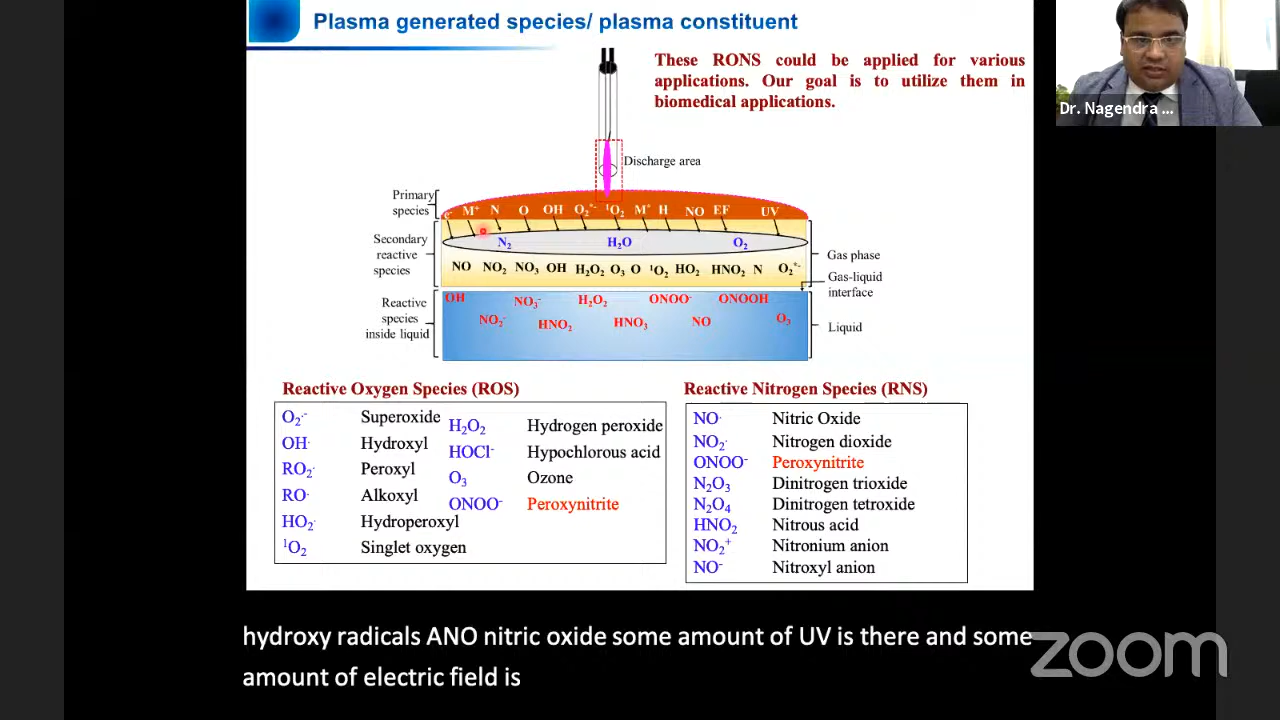 Plasma generated species/ plasma constituent
These RONS could be applied for various
applications. Our goal is to utilize them in
biomedical applications.
Dr. Nagendra ...
Discharge area
Primary
species
e⁻ M⁺ N O OH O₂•⁻ ¹O₂ M* H NO EF UV
Secondary
reactive
species
N₂ H₂O O₂
NO NO₂ NO₃ OH H₂O₂ O₃ O ¹O₂ HO₂ HNO₂ N O₂•⁻
Gas phase
Gas-liquid
interface
Reactive
species
inside liquid
OH NO₃⁻ H₂O₂ ONOO⁻ ONOOH
NO₂⁻ HNO₂ HNO₃ NO O₃
Liquid
Reactive Oxygen Species (ROS)
O₂·⁻ Superoxide
OH· Hydroxyl
RO₂· Peroxyl
RO· Alkoxyl
HO₂· Hydroperoxyl
¹O₂ Singlet oxygen
H₂O₂ Hydrogen peroxide
HOCl⁻ Hypochlorous acid
O₃ Ozone
ONOO⁻ Peroxynitrite
Reactive Nitrogen Species (RNS)
NO· Nitric Oxide
NO₂· Nitrogen dioxide
ONOO⁻ Peroxynitrite
N₂O₃ Dinitrogen trioxide
N₂O₄ Dinitrogen tetroxide
HNO₂ Nitrous acid
NO₂⁺ Nitronium anion
NO⁻ Nitroxyl anion
hydroxy radicals ANO nitric oxide some amount of UV is there and some
amount of electric field is
zoom